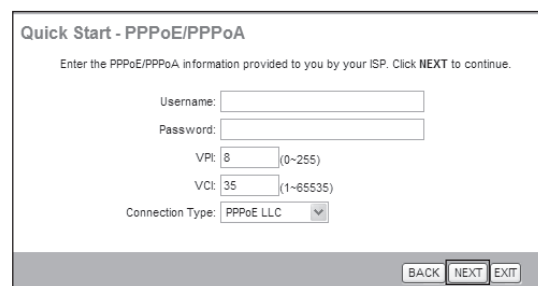 Quick Start - PPPoE/PPPoA
Enter the PPPoE/PPPoA information provided to you by your ISP. Click NEXT to continue.
Username:
Password:
VPI: 8 (0~255)
VCI: 35 (1~65535)
Connection Type: PPPoE LLC
BACK NEXT EXIT